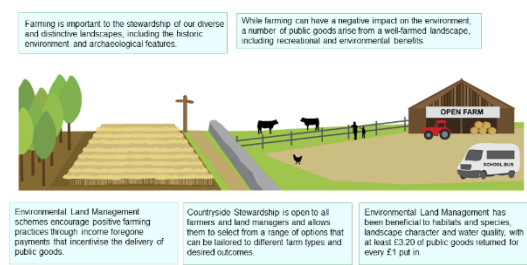 Farming is important to the stewardship of our diverse
and distinctive landscapes, including the historic
environment and archaeological features.
While farming can have a negative impact on the environment,
a number of public goods arise from a well-farmed landscape,
including recreational and environmental benefits.
OPEN FARM
SCHOOL BUS
Environmental Land Management
schemes encourage positive farming
practices through income foregone
payments that incentivise the delivery of
public goods.
Countryside Stewardship is open to all
farmers and land managers and allows
them to select from a range of options that
can be tailored to different farm types and
desired outcomes.
Environmental Land Management has
been beneficial to habitats and species,
landscape character and water quality, with
at least £3.20 of public goods returned for
every £1 put in.